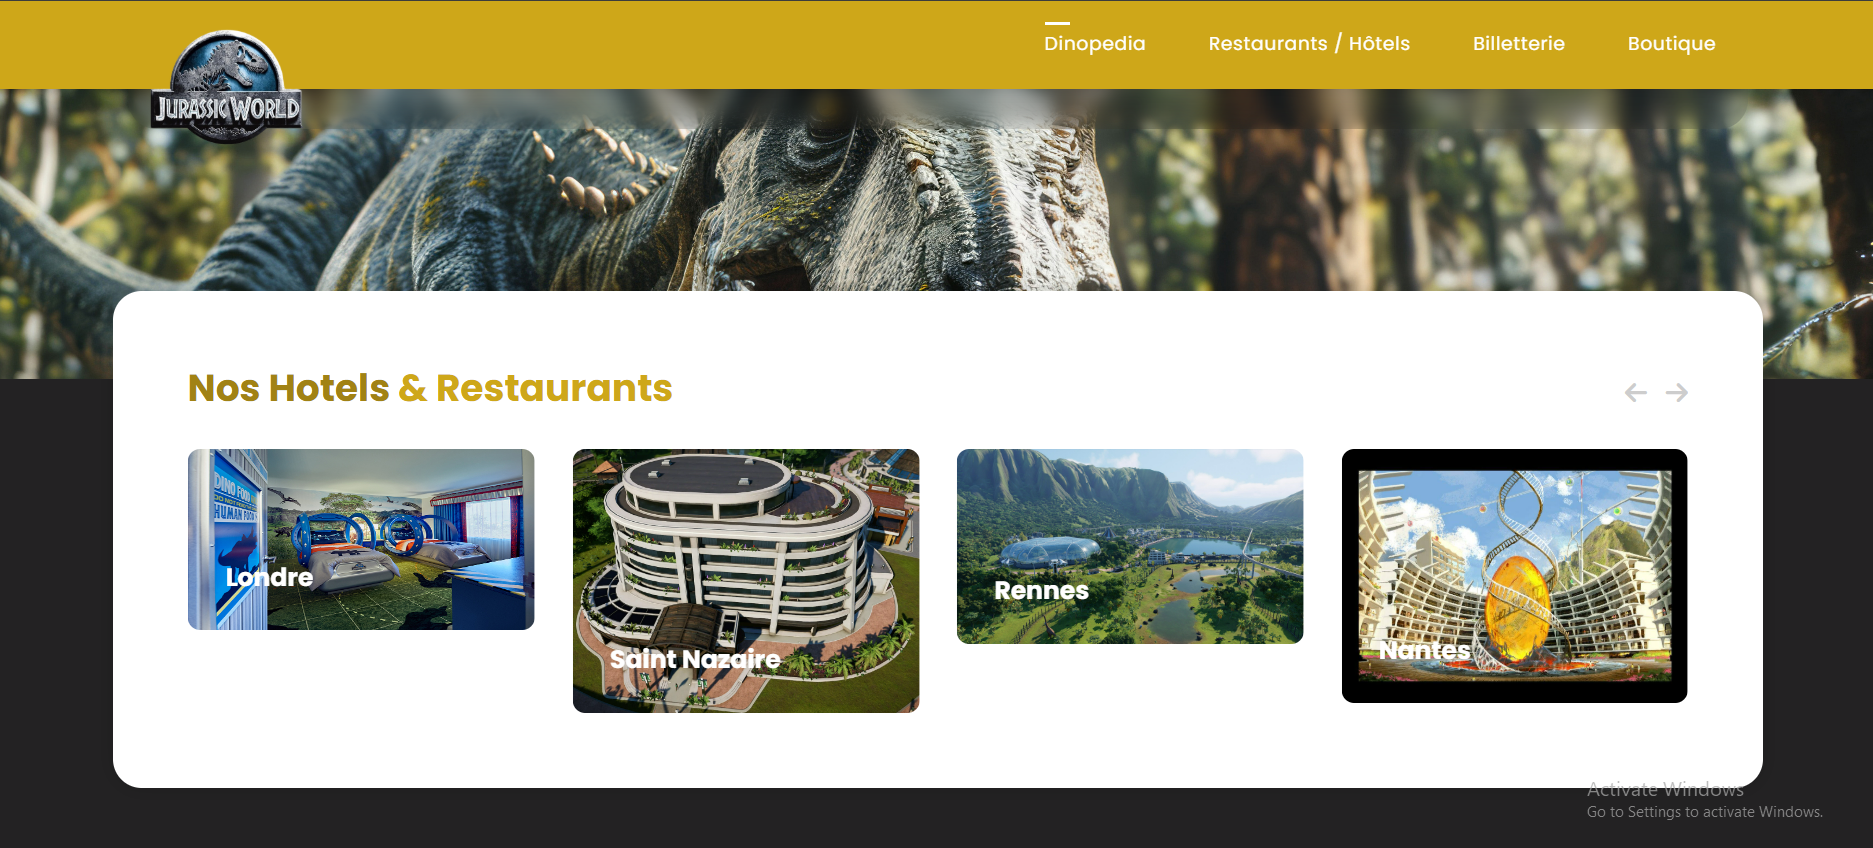 Dinopedia
Restaurants / Hôtels
Billetterie
Boutique
JURASSIC WORLD
Nos Hotels & Restaurants
DINO FOOD
HUMAN FOOD
Londre
Saint Nazaire
Rennes
Nantes
Activate Windows
Go to Settings to activate Windows.